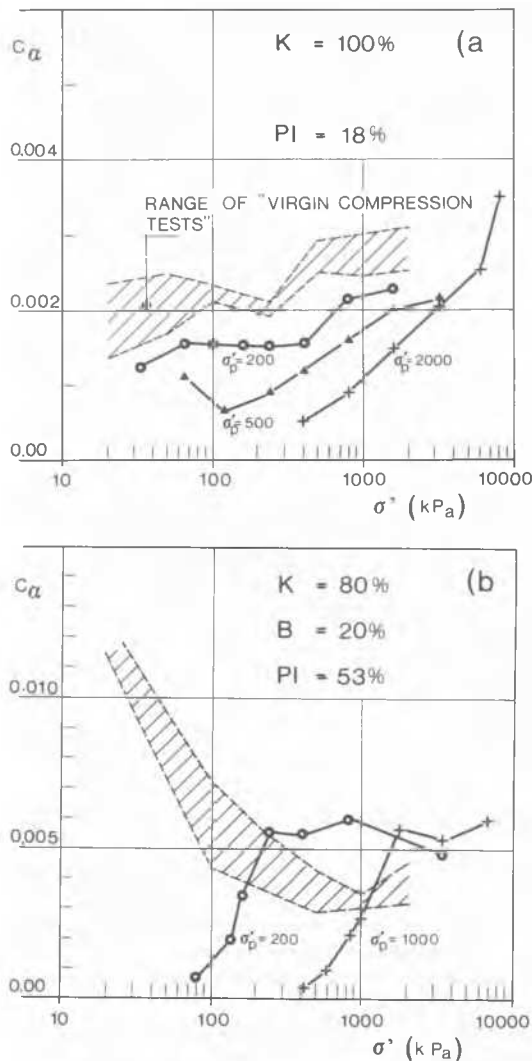 Cα
K = 100%
(a
PI = 18%
0.004
RANGE OF "VIRGIN COMPRESSION
TESTS"
0.002
σ'p=200
σ'p=2000
σ'p=500
0.00
10
100
1000
10000
σ' (kPa)
Cα
K = 80%
(b
B = 20%
PI = 53%
0.010
0.005
σ'p=200
σ'p=1000
0.00
10
100
1000
10000
σ' (kPa)